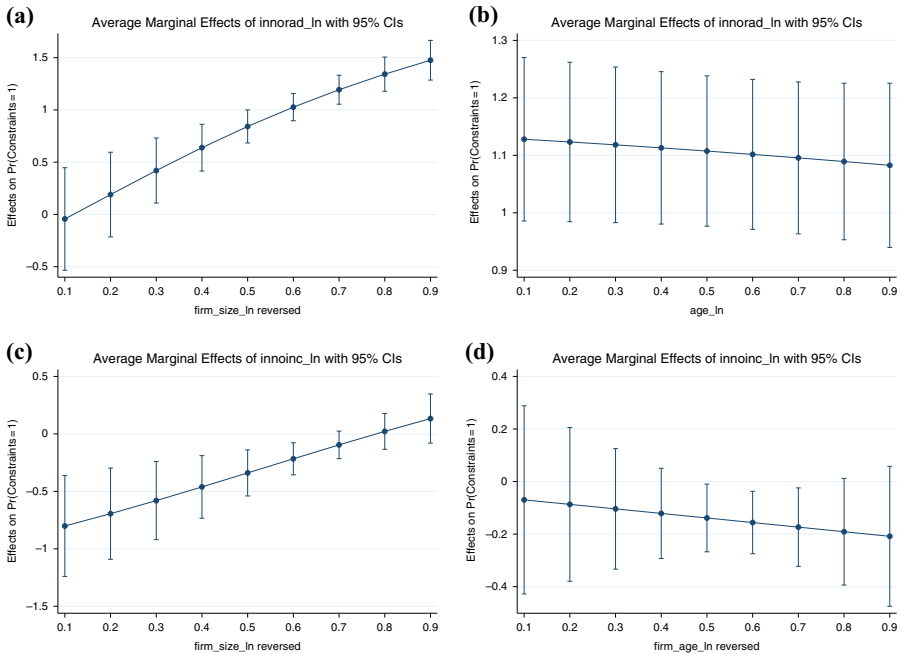 (a)
Average Marginal Effects of innorad_ln with 95% CIs
Effects on Pr(Constraints=1)
1.5
1
0.5
0
−0.5
0.1 0.2 0.3 0.4 0.5 0.6 0.7 0.8 0.9
firm_size_ln reversed
(b)
Average Marginal Effects of innorad_ln with 95% CIs
Effects on Pr(Constraints=1)
1.3
1.2
1.1
1
0.9
0.1 0.2 0.3 0.4 0.5 0.6 0.7 0.8 0.9
age_ln
(c)
Average Marginal Effects of innoinc_ln with 95% CIs
Effects on Pr(Constraints=1)
0.5
0
−0.5
−1
−1.5
0.1 0.2 0.3 0.4 0.5 0.6 0.7 0.8 0.9
firm_size_ln reversed
(d)
Average Marginal Effects of innoinc_ln with 95% CIs
Effects on Pr(Constraints=1)
0.4
0.2
0
−0.2
−0.4
0.1 0.2 0.3 0.4 0.5 0.6 0.7 0.8 0.9
firm_age_ln reversed